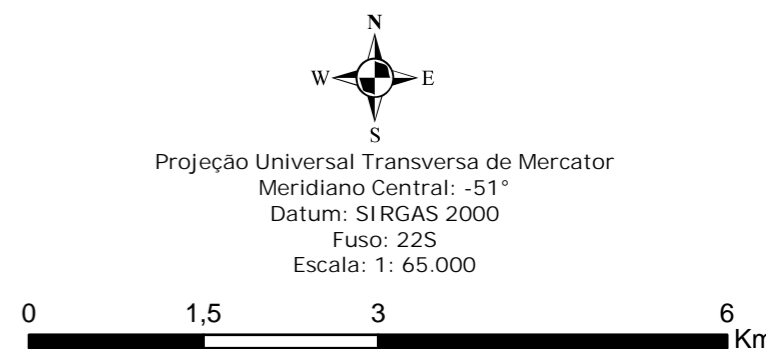 N
W E
S
Projeção Universal Transversa de Mercator
Meridiano Central: -51°
Datum: SIRGAS 2000
Fuso: 22S
Escala: 1: 65.000
0 1,5 3 6
Km